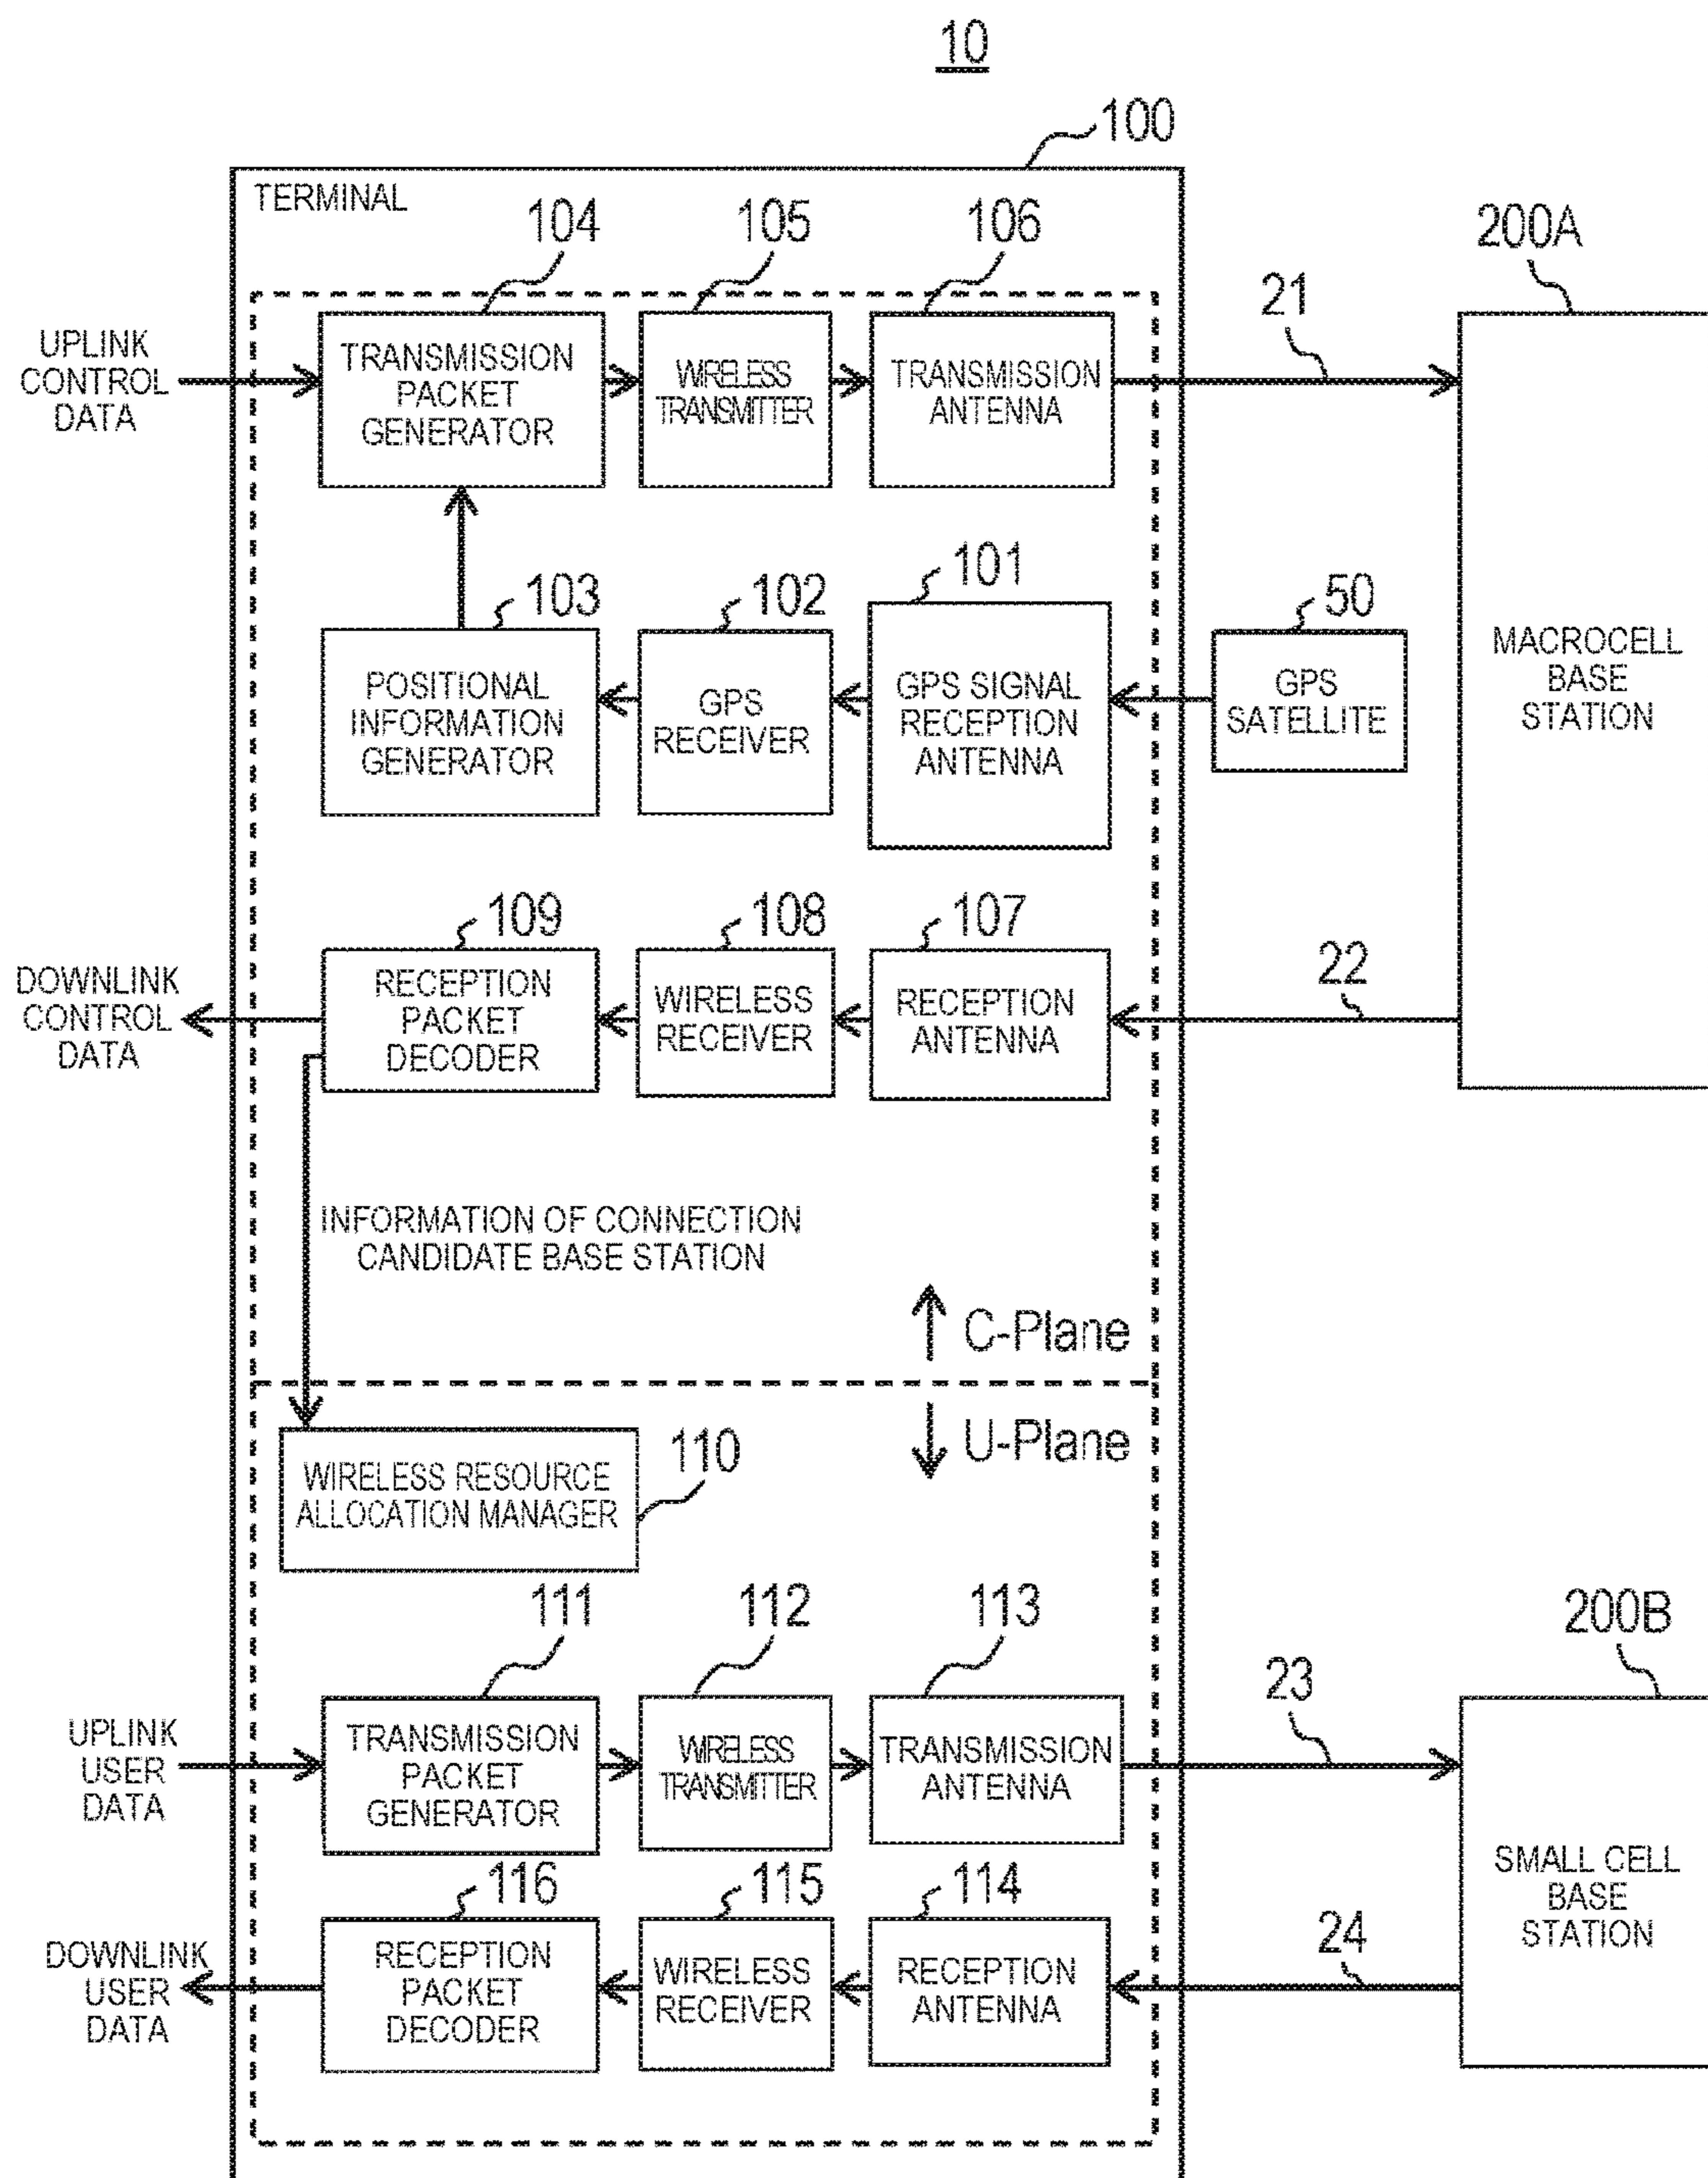 10
100
TERMINAL
104
105
106
200A
21
UPLINK
CONTROL
DATA
TRANSMISSION
PACKET
GENERATOR
WIRELESS
TRANSMITTER
TRANSMISSION
ANTENNA
103
102
101
50
POSITIONAL
INFORMATION
GENERATOR
GPS
RECEIVER
GPS SIGNAL
RECEPTION
ANTENNA
GPS
SATELLITE
MACROCELL
BASE
STATION
109
108
107
22
DOWNLINK
CONTROL
DATA
RECEPTION
PACKET
DECODER
WIRELESS
RECEIVER
RECEPTION
ANTENNA
INFORMATION OF CONNECTION
CANDIDATE BASE STATION
C-Plane
U-Plane
WIRELESS RESOURCE
ALLOCATION MANAGER
110
111
112
113
23
200B
UPLINK
USER
DATA
TRANSMISSION
PACKET
GENERATOR
WIRELESS
TRANSMITTER
TRANSMISSION
ANTENNA
116
115
114
24
DOWNLINK
USER
DATA
RECEPTION
PACKET
DECODER
WIRELESS
RECEIVER
RECEPTION
ANTENNA
SMALL CELL
BASE
STATION